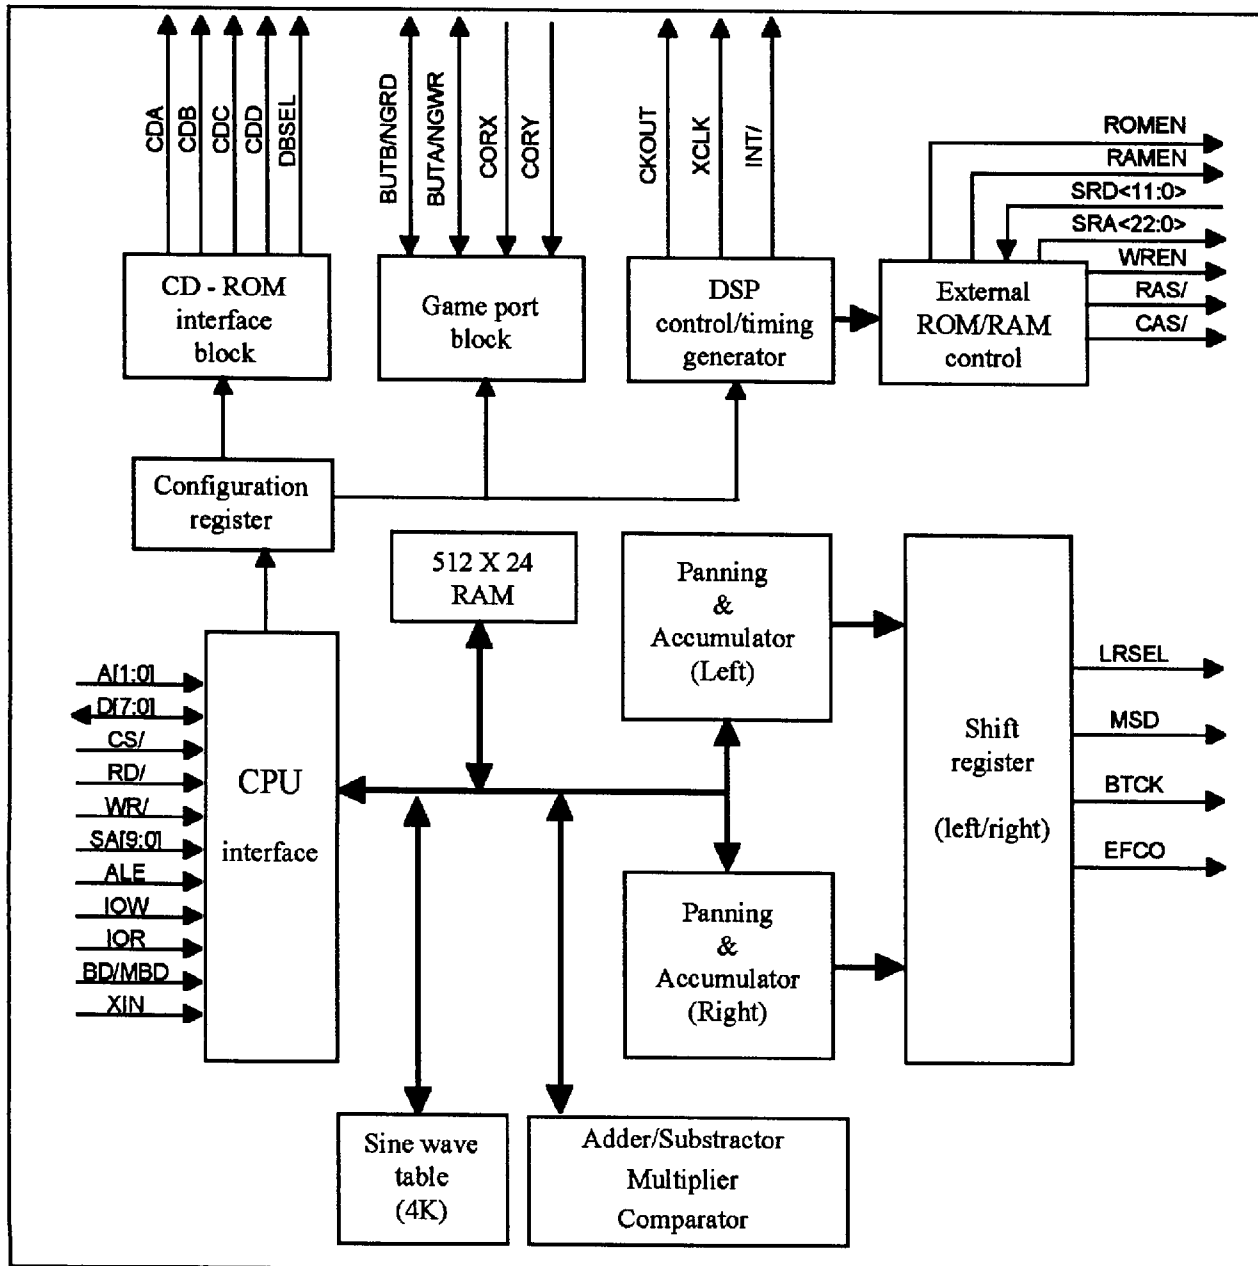 CDA
CDB
CDC
CDD
DBSEL
BUTB/NGRD
BUTA/NGWR
CORX
CORY
CKOUT
XCLK
INT/
ROMEN
RAMEN
SRD<11:0>
SRA<22:0>
WREN
RAS/
CAS/
CD - ROM
interface
block
Game port
block
DSP
control/timing
generator
External
ROM/RAM
control
Configuration
register
512 X 24
RAM
Panning
&
Accumulator
(Left)
Shift
register
(left/right)
LRSEL
MSD
BTCK
EFCO
A[1:0]
D[7:0]
CS/
RD/
WR/
SA[9:0]
ALE
IOW
IOR
BD/MBD
XIN
CPU
interface
Panning
&
Accumulator
(Right)
Sine wave
table
(4K)
Adder/Substractor
Multiplier
Comparator